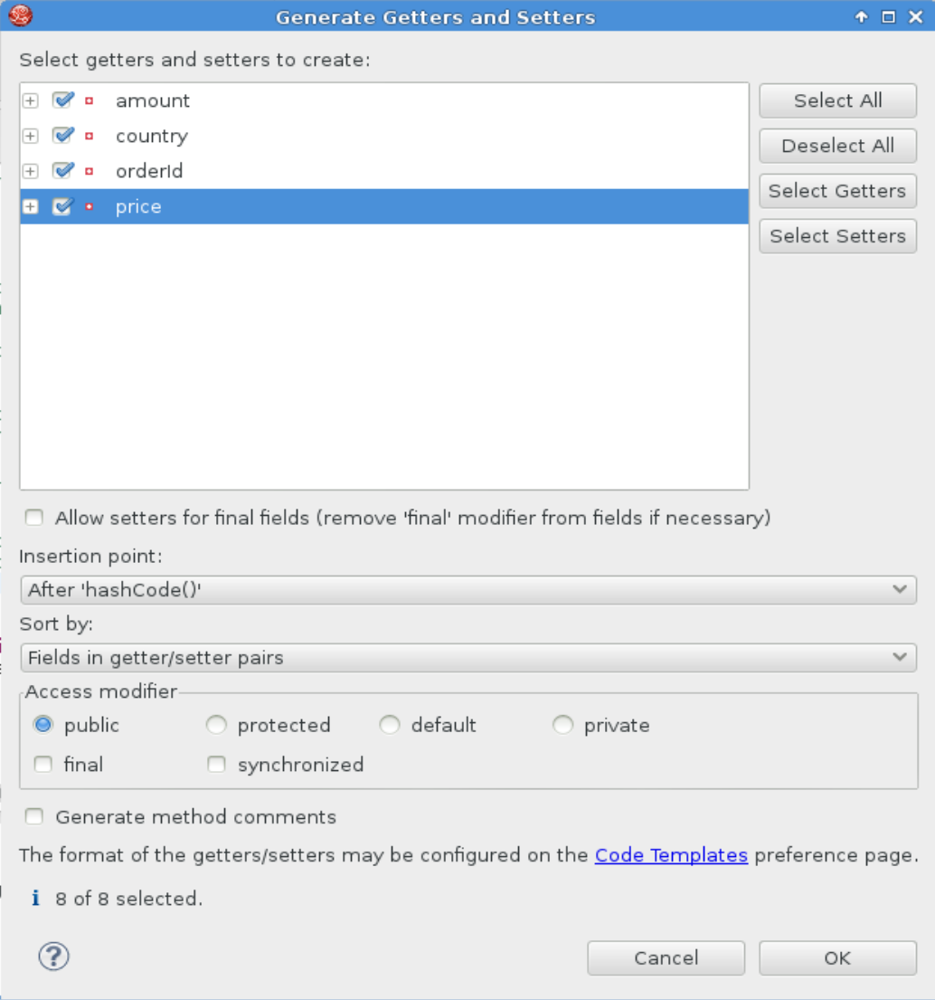 Generate Getters and Setters
Select getters and setters to create:
amount
country
orderId
price
Select All
Deselect All
Select Getters
Select Setters
Allow setters for final fields (remove 'final' modifier from fields if necessary)
Insertion point:
After 'hashCode()'
Sort by:
Fields in getter/setter pairs
Access modifier
public protected default private
final synchronized
Generate method comments
The format of the getters/setters may be configured on the Code Templates preference page.
i 8 of 8 selected.
? Cancel OK